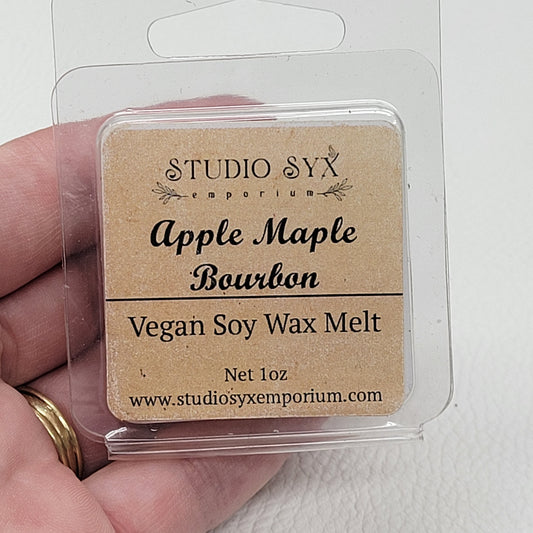 STUDIO SYX
emporium
Apple Maple
Bourbon
Vegan Soy Wax Melt
Net 1oz
www.studiosyxemporium.com